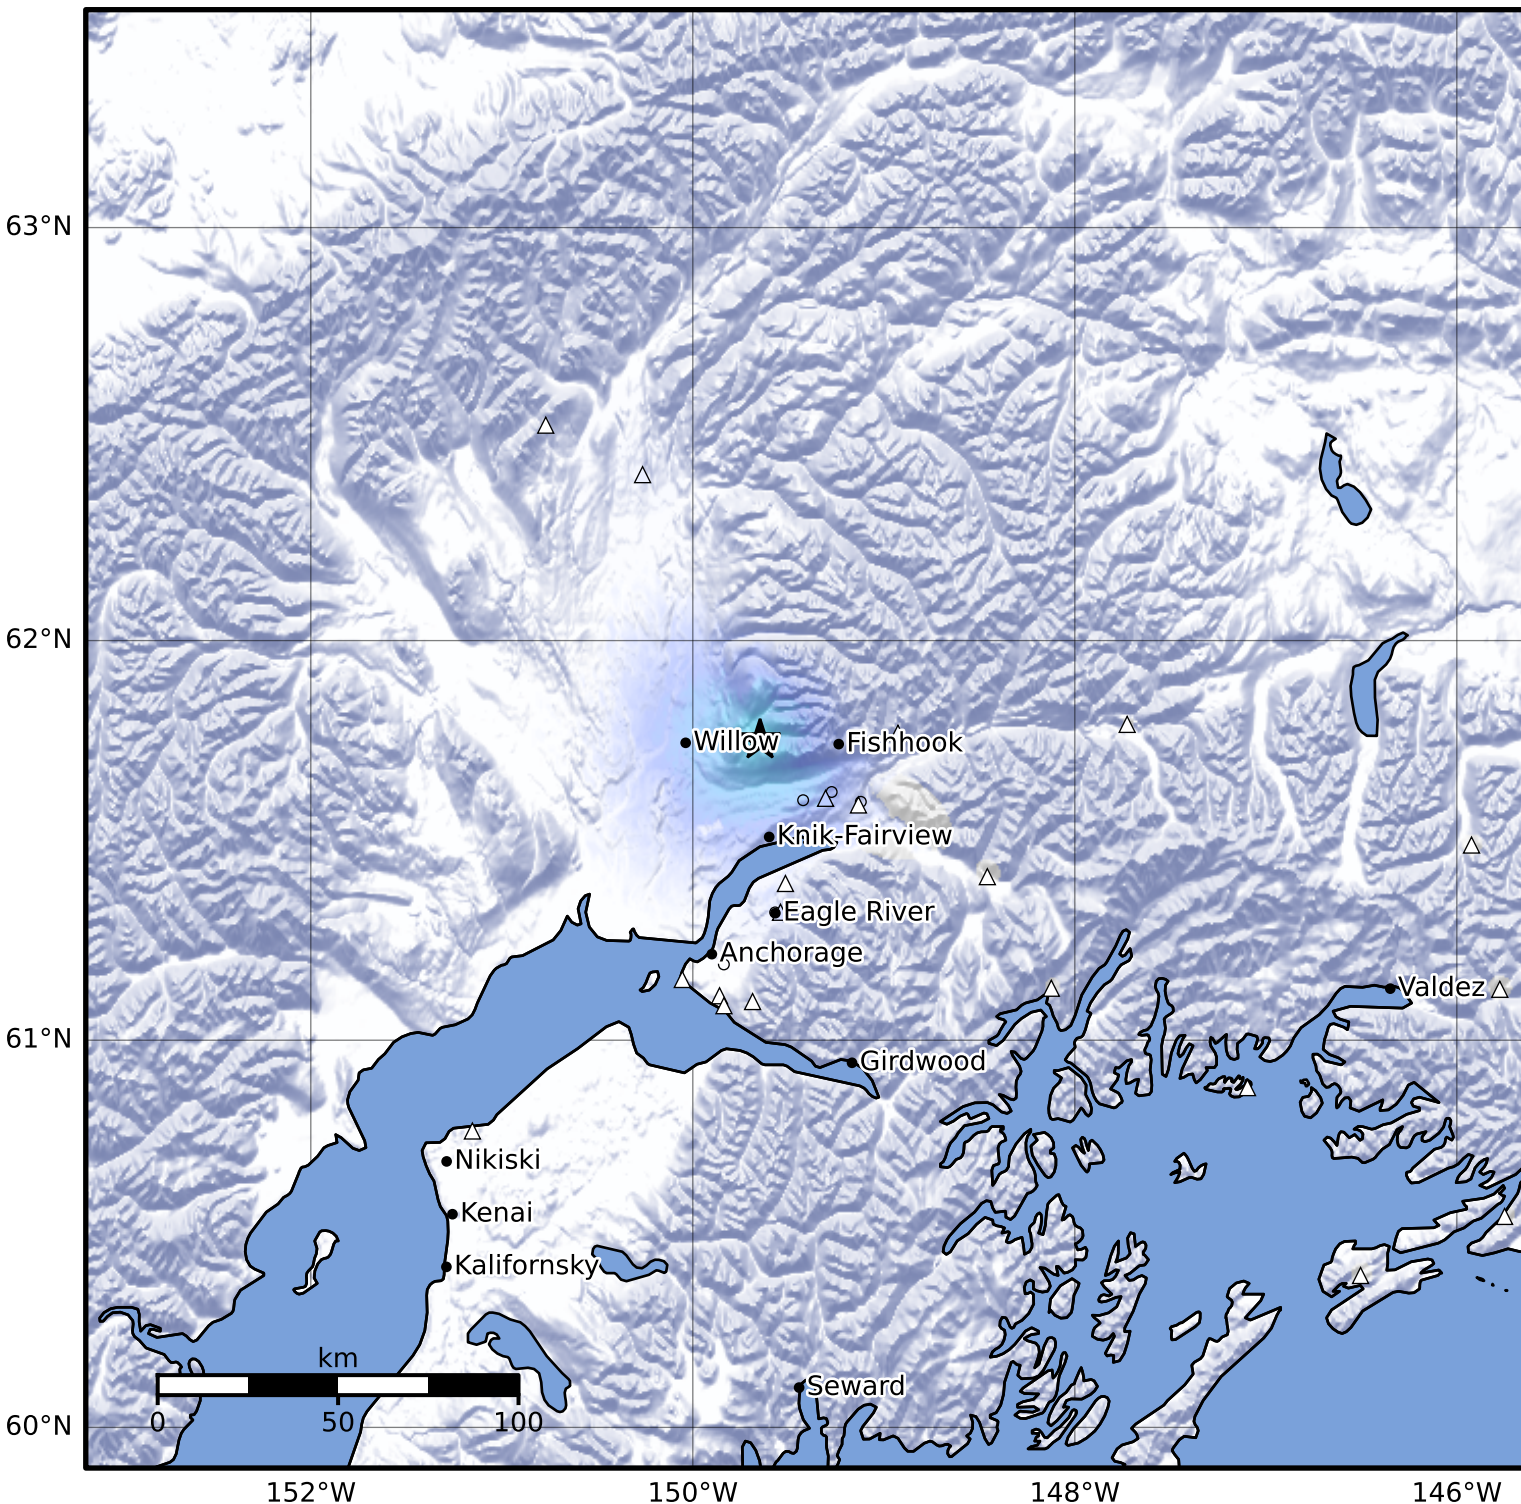 63°N
62°N
Willow
Fishhook
Knik-Fairview
Eagle River
Anchorage
Valdez
61°N
Girdwood
Nikiski
Kenai
Kalifornsky
km
Seward
0 50 100
60°N
152°W 150°W 148°W 146°W